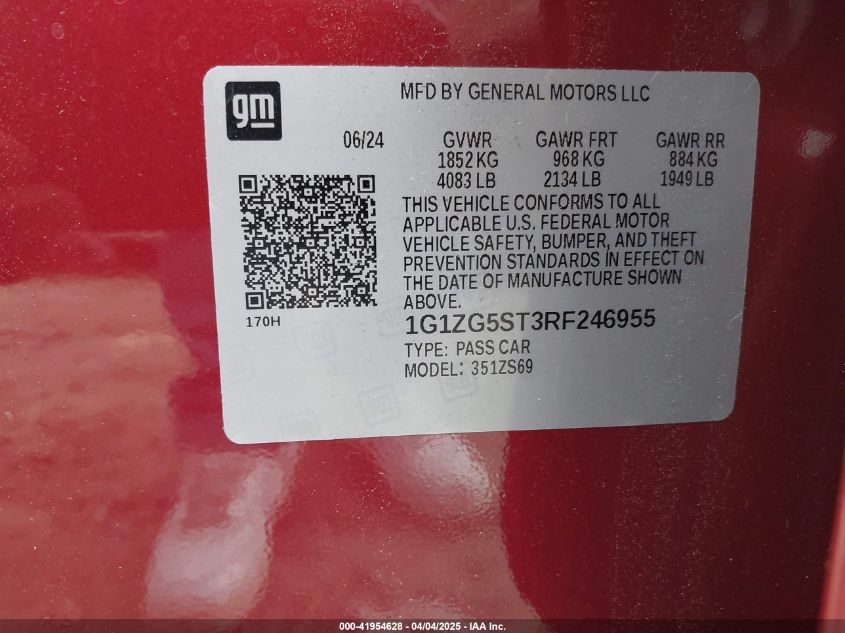 gm
MFD BY GENERAL MOTORS LLC
06/24 GVWR GAWR FRT GAWR RR
1852 KG 968 KG 884 KG
4083 LB 2134 LB 1949 LB
THIS VEHICLE CONFORMS TO ALL
APPLICABLE U.S. FEDERAL MOTOR
VEHICLE SAFETY, BUMPER, AND THEFT
PREVENTION STANDARDS IN EFFECT ON
THE DATE OF MANUFACTURE SHOWN
ABOVE.
170H
1G1ZG5ST3RF246955
TYPE: PASS CAR
MODEL: 351ZS69
000-41954628 - 04/04/2025 - IAA Inc.